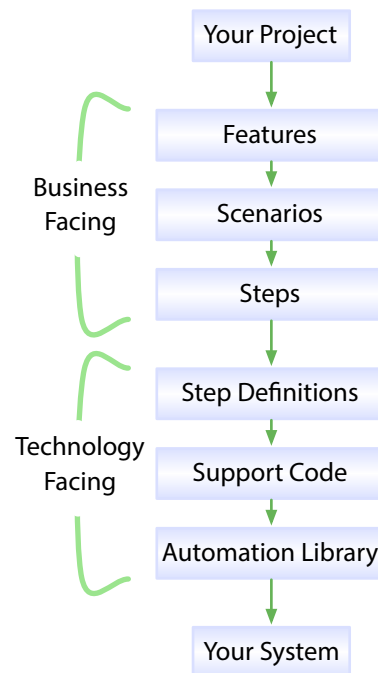 Your Project
Features
Business
Facing
Scenarios
Steps
Step Definitions
Technology
Facing
Support Code
Automation Library
Your System